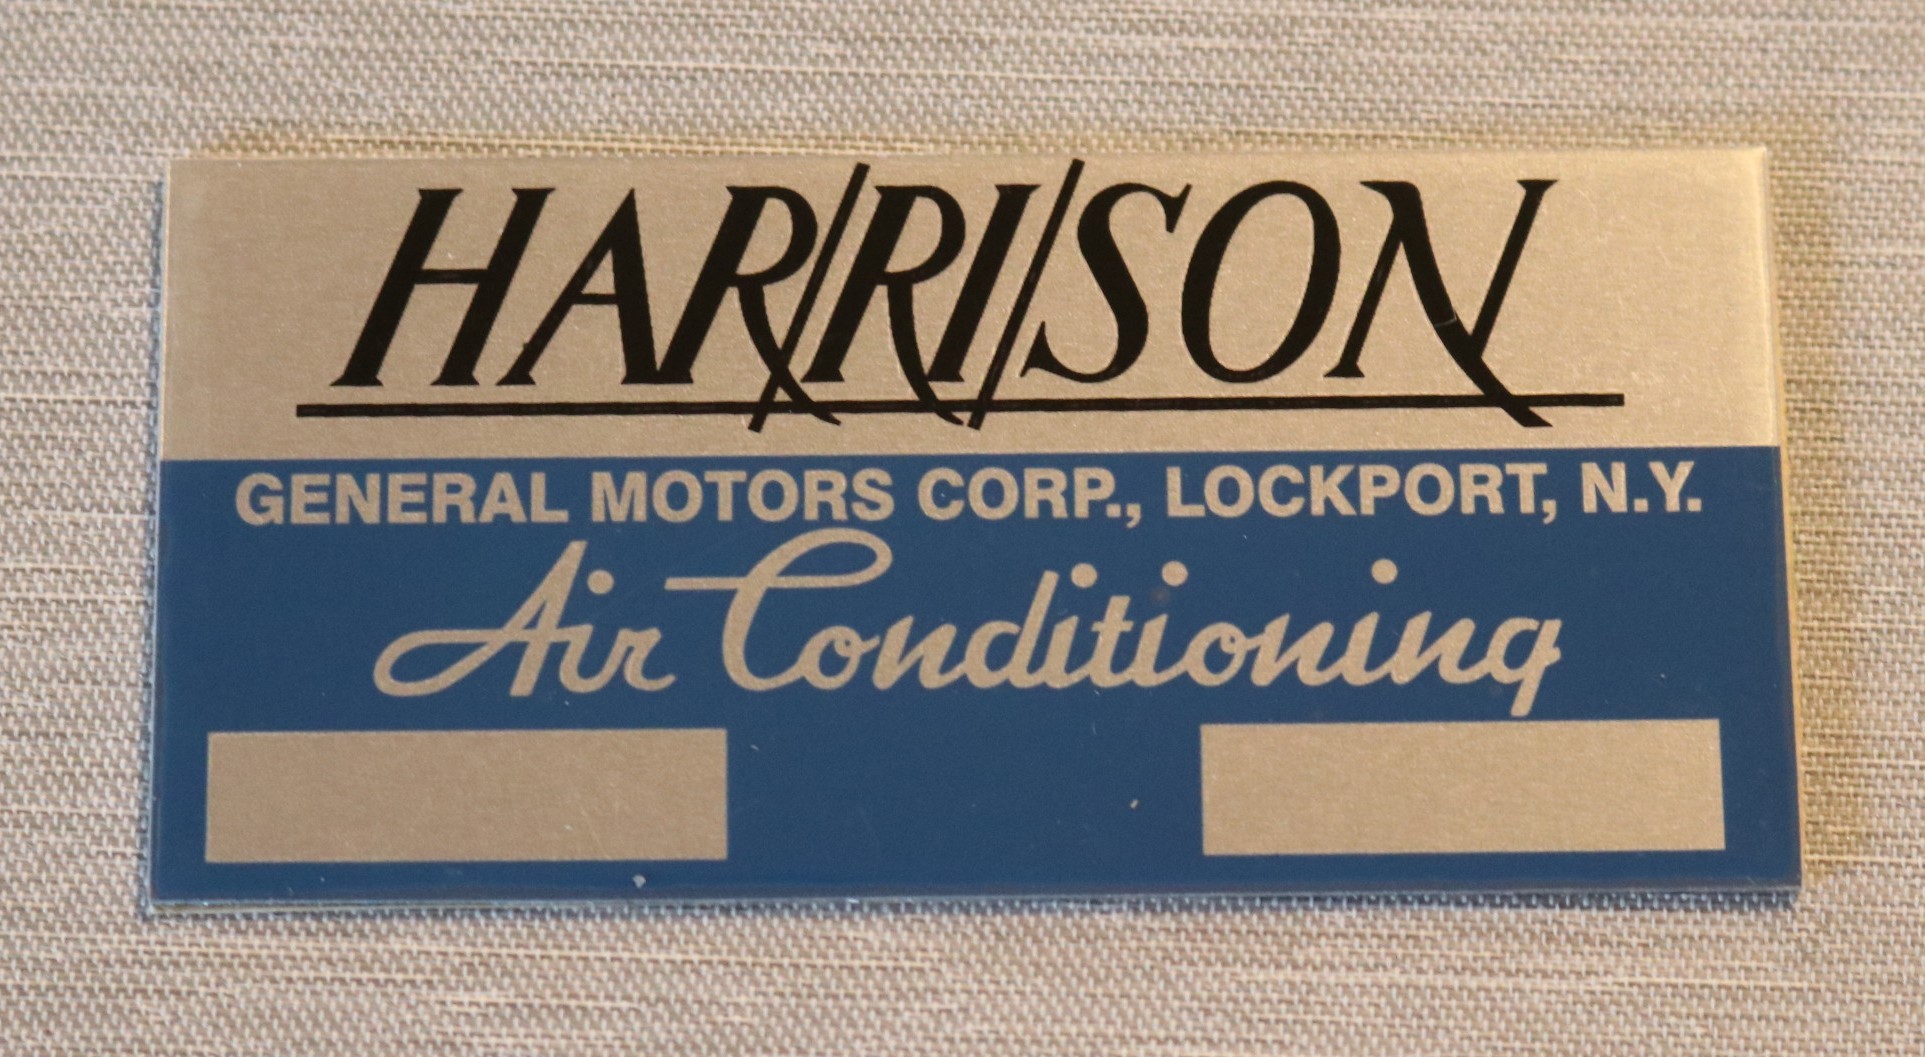 HARRISON
GENERAL MOTORS CORP., LOCKPORT, N.Y.
Air Conditioning